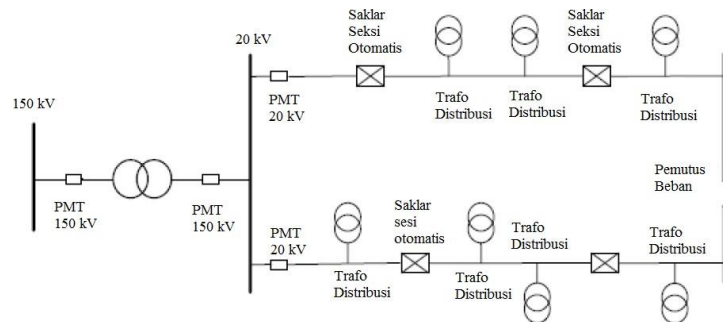 150 kV
PMT
150 kV
PMT
150 kV
20 kV
PMT
20 kV
Saklar
Seksi
Otomatis
Trafo
Distribusi
Trafo
Distribusi
Saklar
Seksi
Otomatis
Trafo
Distribusi
Pemutus
Beban
PMT
20 kV
Trafo
Distribusi
Saklar
sesi
otomatis
Trafo
Distribusi
Trafo
Distribusi
Trafo
Distribusi